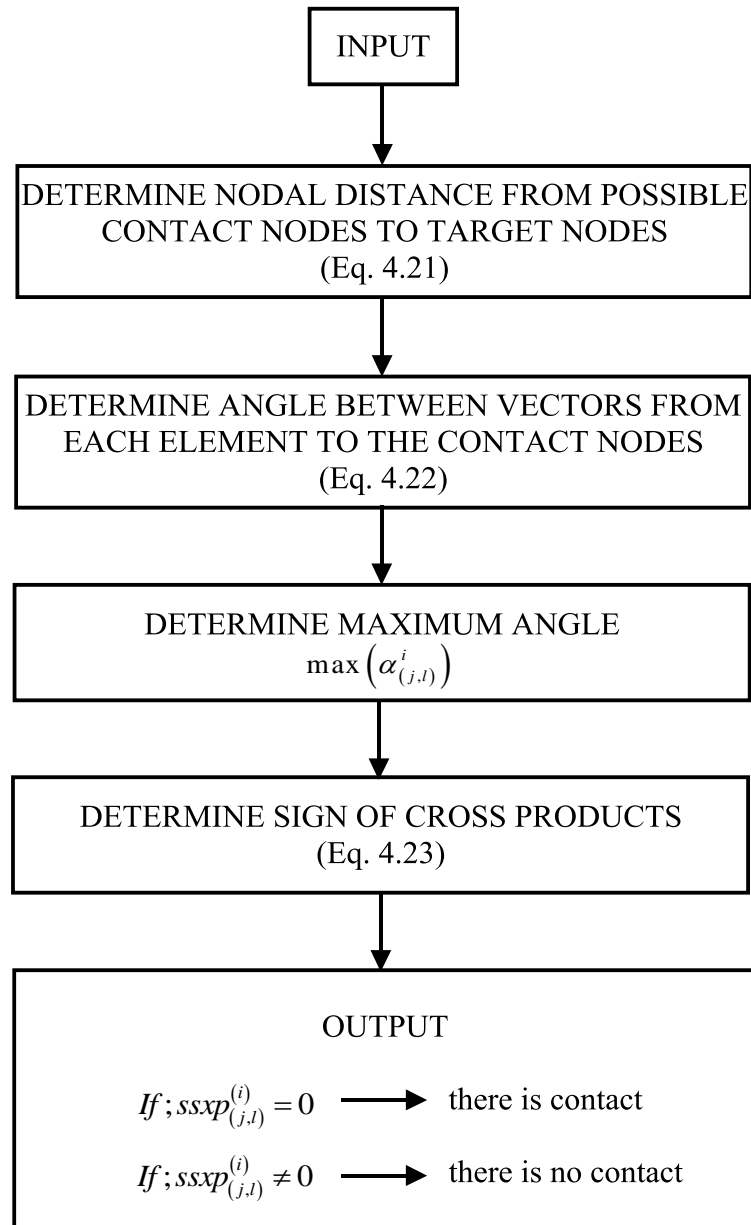 INPUT
DETERMINE NODAL DISTANCE FROM POSSIBLE
CONTACT NODES TO TARGET NODES
(Eq. 4.21)
DETERMINE ANGLE BETWEEN VECTORS FROM
EACH ELEMENT TO THE CONTACT NODES
(Eq. 4.22)
DETERMINE MAXIMUM ANGLE
max(α^i_(j,l))
DETERMINE SIGN OF CROSS PRODUCTS
(Eq. 4.23)
OUTPUT
If ; ssxp^(i)_(j,l) = 0 → there is contact
If ; ssxp^(i)_(j,l) ≠ 0 → there is no contact